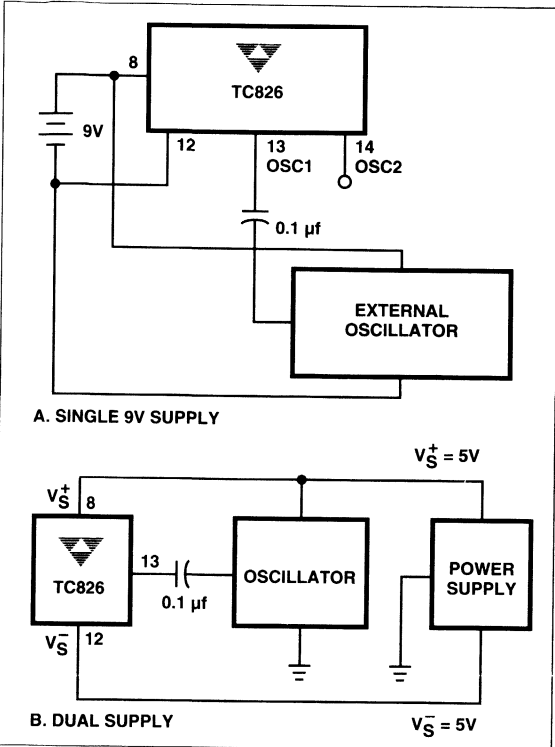 8
TC826
9V
12
13
OSC1
14
OSC2
0.1 µf
EXTERNAL
OSCILLATOR
A. SINGLE 9V SUPPLY
V+S = 5V
V+S
8
TC826
13
0.1 µf
OSCILLATOR
POWER
SUPPLY
V–S
12
B. DUAL SUPPLY
V–S = 5V